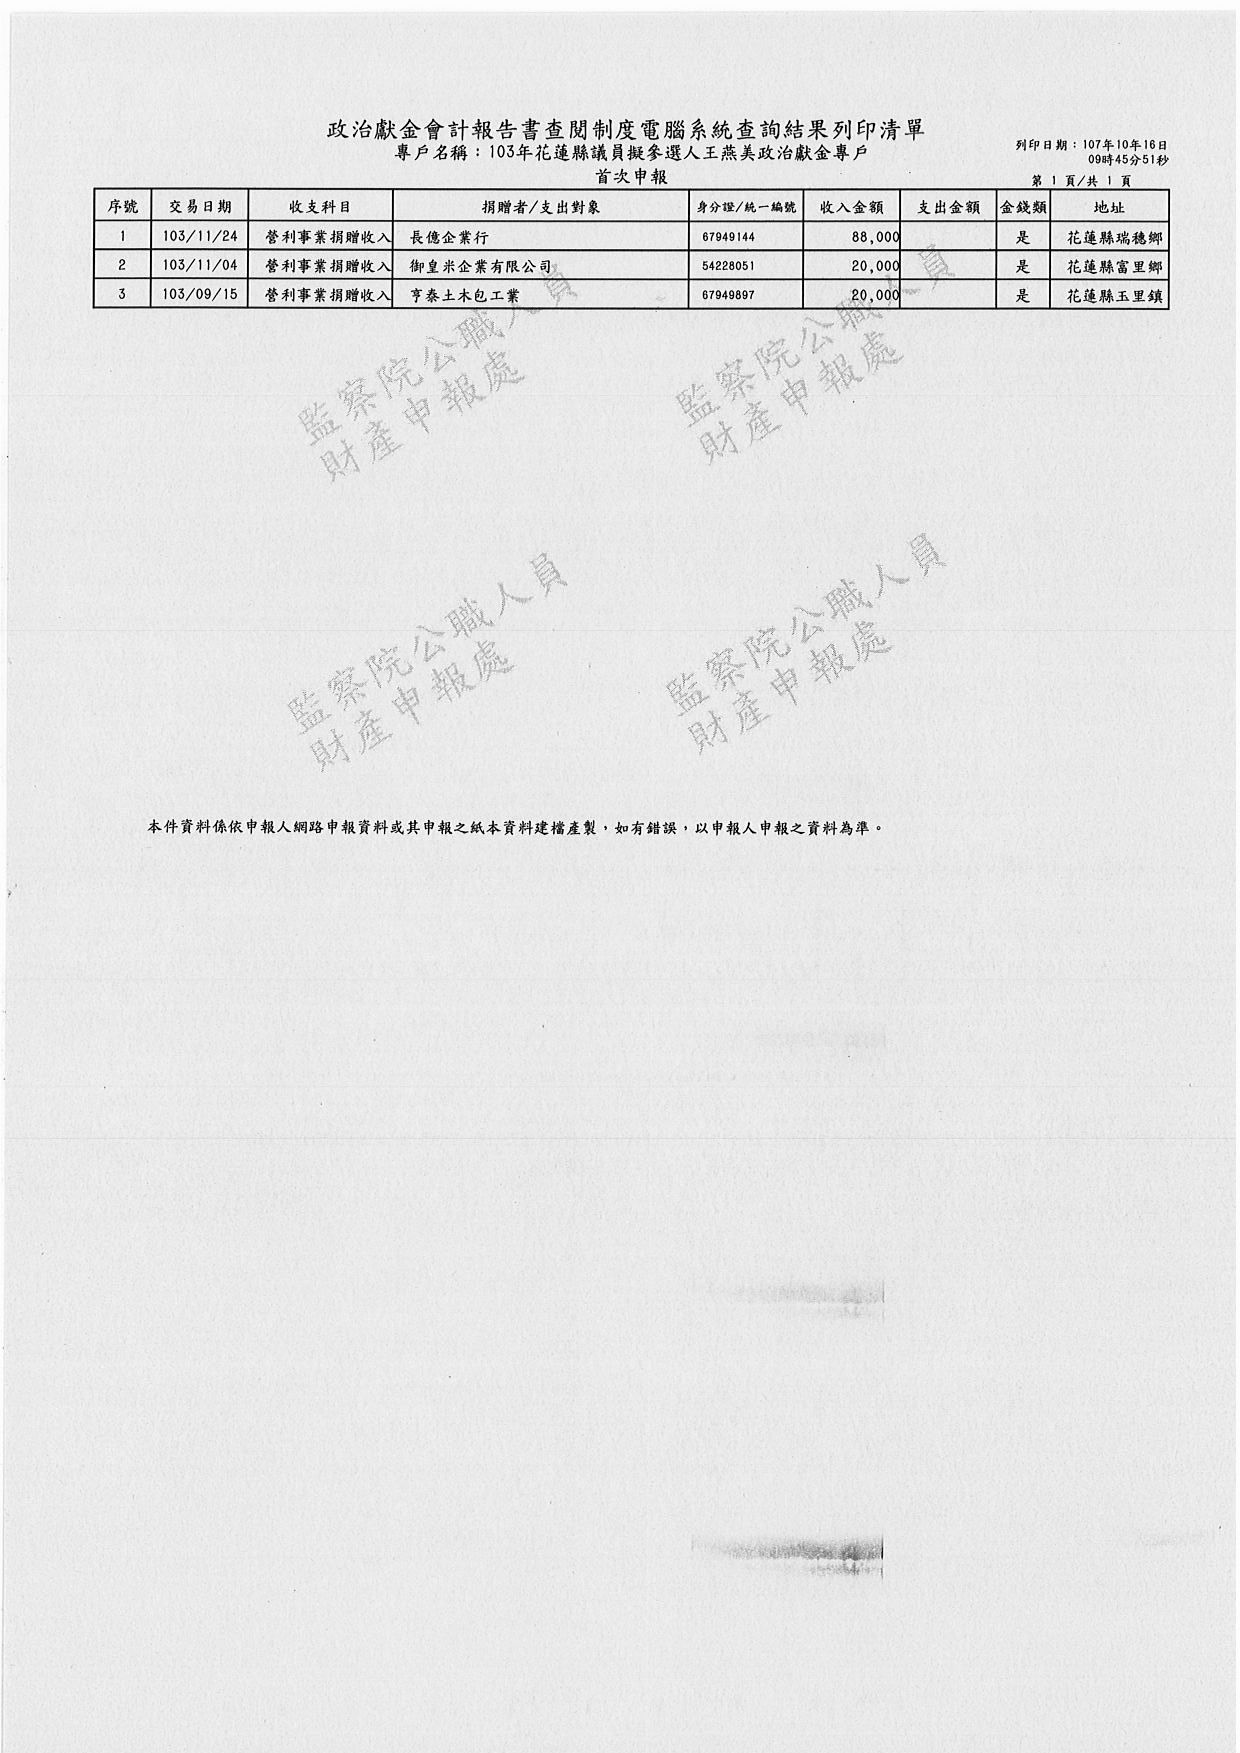 政治獻金會計報告書查閱制度電腦系統查詢結果列印清單
專戶名稱：103年花蓮縣議員擬參選人王燕美政治獻金專戶
首次申報
列印日期：107年10月16日
09時45分51秒
第 1 頁/共 1 頁
序號 交易日期 收支科目 捐贈者/支出對象 身分證/統一編號 收入金額 支出金額 金錢類 地址
1 103/11/24 營利事業捐贈收入 長億企業行 67949144 88,000 是 花蓮縣瑞穗鄉
2 103/11/04 營利事業捐贈收入 御皇米企業有限公司 54228051 20,000 是 花蓮縣富里鄉
3 103/09/15 營利事業捐贈收入 亨泰土木包工業 67949897 20,000 是 花蓮縣玉里鎮
監察院公職人員
財產申報處
監察院公職人員
財產申報處
監察院公職人員
財產申報處
監察院公職人員
財產申報處
本件資料係依申報人網路申報資料或其申報之紙本資料建檔產製，如有錯誤，以申報人申報之資料為準。